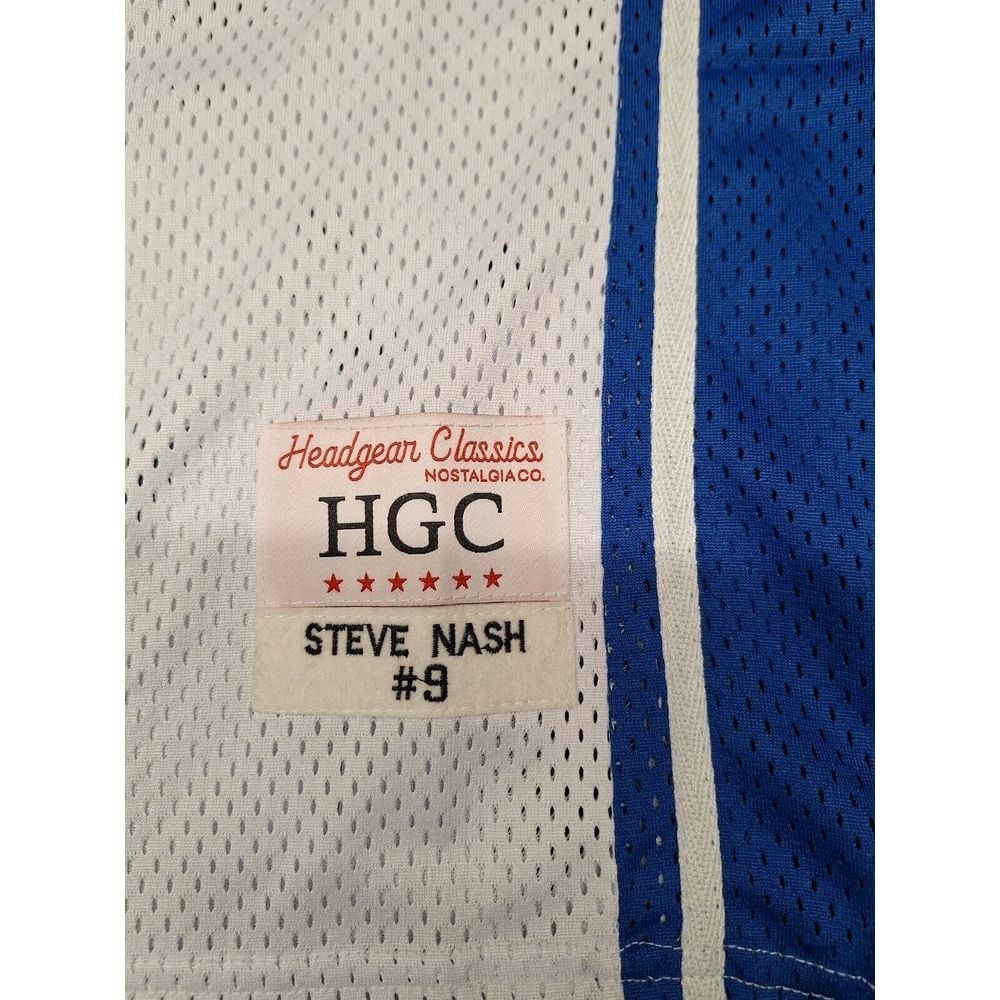 Headgear Classics
NOSTALGIA CO.
HGC
STEVE NASH
#9